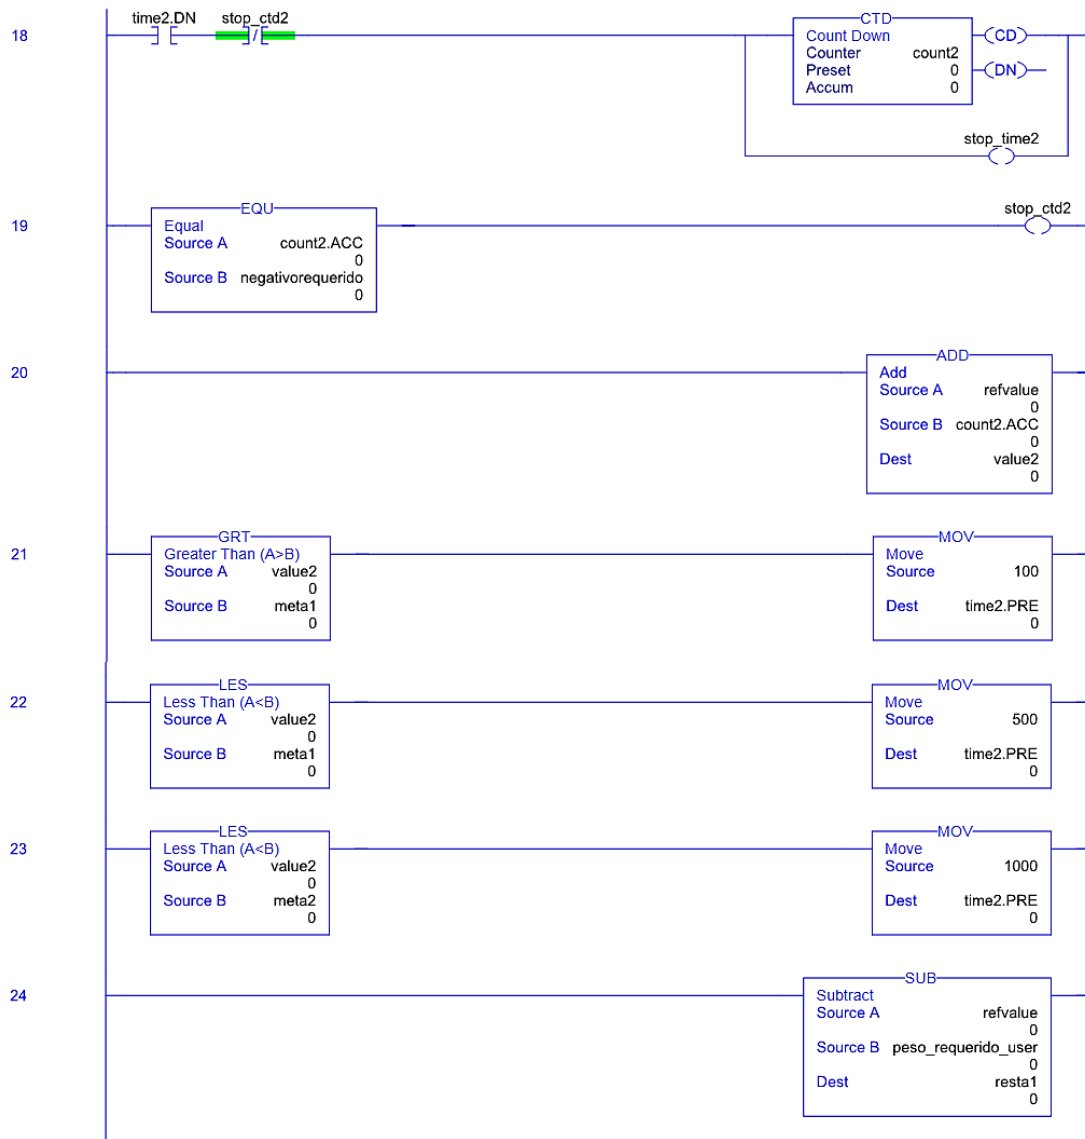 time2.DN stop_ctd2 CTD
18 / Count Down (CD)
Counter count2
Preset 0 (DN)
Accum 0
stop_time2
EQU stop_ctd2
19 Equal
Source A count2.ACC
0
Source B negativorequerido
0
ADD
20 Add
Source A refvalue
0
Source B count2.ACC
0
Dest value2
0
GRT MOV
21 Greater Than (A>B) Move
Source A value2 Source 100
0
Source B meta1 Dest time2.PRE
0 0
LES MOV
22 Less Than (A<B) Move
Source A value2 Source 500
0
Source B meta1 Dest time2.PRE
0 0
LES MOV
23 Less Than (A<B) Move
Source A value2 Source 1000
0
Source B meta2 Dest time2.PRE
0 0
SUB
24 Subtract
Source A refvalue
0
Source B peso_requerido_user
0
Dest resta1
0